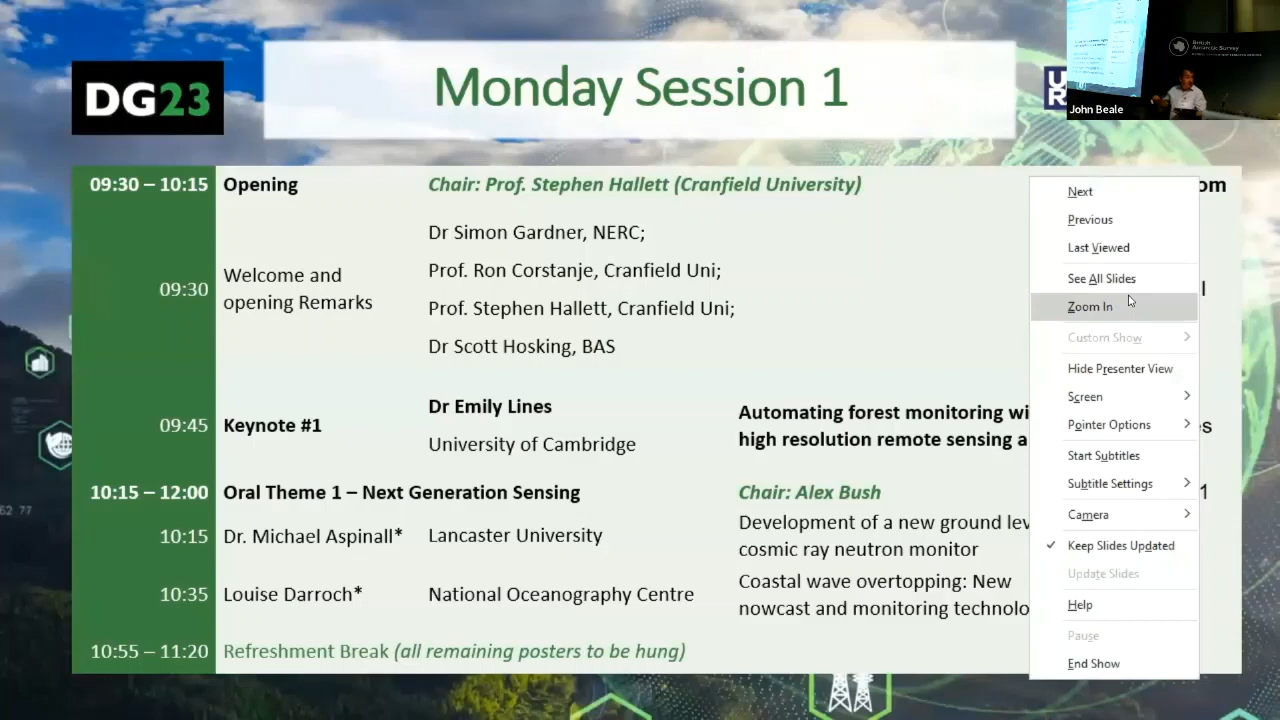 DG23
Monday Session 1
British
Antarctic Survey
John Beale
09:30 – 10:15 Opening Chair: Prof. Stephen Hallett (Cranfield University)
09:30 Welcome and
opening Remarks
Dr Simon Gardner, NERC;
Prof. Ron Corstanje, Cranfield Uni;
Prof. Stephen Hallett, Cranfield Uni;
Dr Scott Hosking, BAS
09:45 Keynote #1
Dr Emily Lines
University of Cambridge
Automating forest monitoring wi
high resolution remote sensing a
10:15 – 12:00 Oral Theme 1 – Next Generation Sensing Chair: Alex Bush
10:15 Dr. Michael Aspinall* Lancaster University
Development of a new ground lev
cosmic ray neutron monitor
10:35 Louise Darroch* National Oceanography Centre
Coastal wave overtopping: New
nowcast and monitoring technolo
10:55 – 11:20 Refreshment Break (all remaining posters to be hung)
om
Next
Previous
Last Viewed
See All Slides
Zoom In
Custom Show
Hide Presenter View
Screen
Pointer Options
Start Subtitles
Subtitle Settings
Camera
Keep Slides Updated
Update Slides
Help
Pause
End Show
62 77